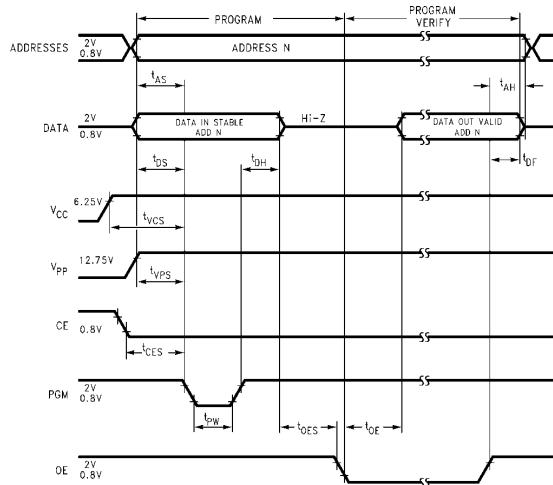 PROGRAM
PROGRAM
VERIFY
ADDRESSES
2V
0.8V
ADDRESS N
tAS
tAH
DATA
2V
0.8V
DATA IN STABLE
ADD N
Hi-Z
DATA OUT VALID
ADD N
tDS
tDH
tDF
VCC
6.25V
tVCS
VPP
12.75V
tVPS
CE
0.8V
tCES
PGM
2V
0.8V
tPW
tOES
tOE
OE
2V
0.8V